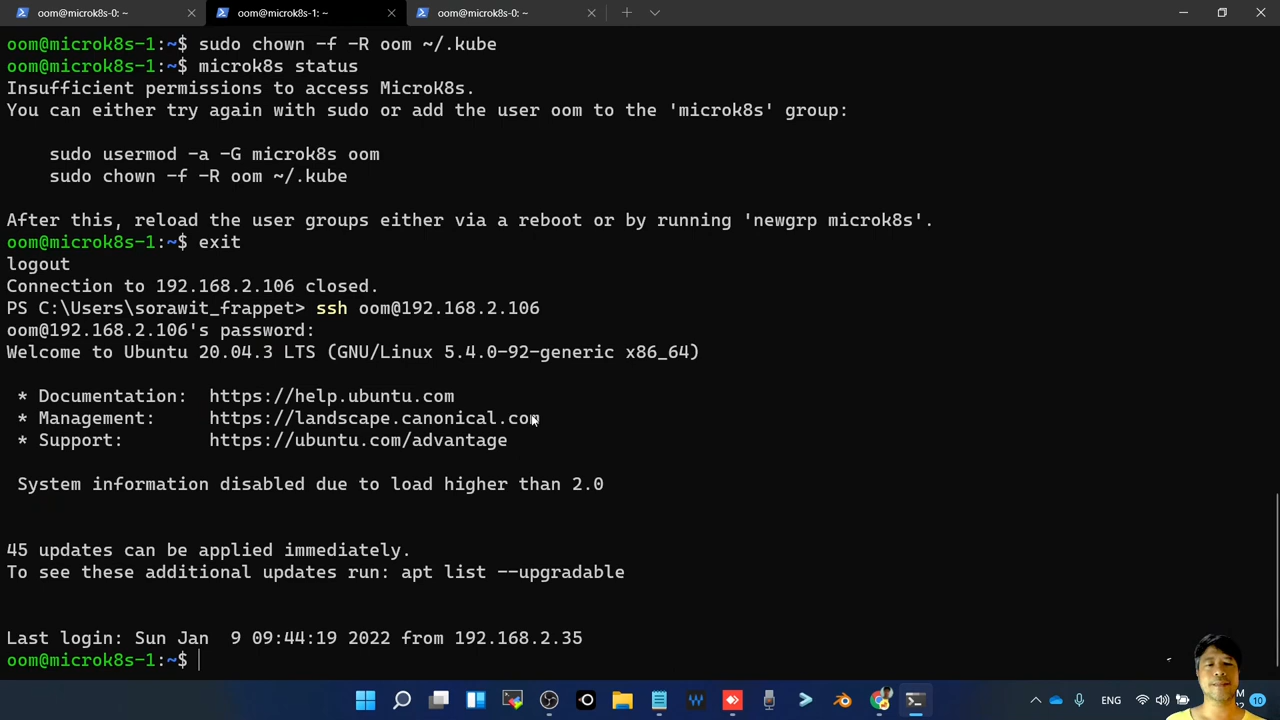 oom@microk8s-0: ~
oom@microk8s-1: ~
oom@microk8s-0: ~
oom@microk8s-1:~$ sudo chown -f -R oom ~/.kube
oom@microk8s-1:~$ microk8s status
Insufficient permissions to access MicroK8s.
You can either try again with sudo or add the user oom to the 'microk8s' group:
sudo usermod -a -G microk8s oom
sudo chown -f -R oom ~/.kube
After this, reload the user groups either via a reboot or by running 'newgrp microk8s'.
oom@microk8s-1:~$ exit
logout
Connection to 192.168.2.106 closed.
PS C:\Users\sorawit_frappet> ssh oom@192.168.2.106
oom@192.168.2.106's password:
Welcome to Ubuntu 20.04.3 LTS (GNU/Linux 5.4.0-92-generic x86_64)
* Documentation: https://help.ubuntu.com
* Management: https://landscape.canonical.com
* Support: https://ubuntu.com/advantage
System information disabled due to load higher than 2.0
45 updates can be applied immediately.
To see these additional updates run: apt list --upgradable
Last login: Sun Jan 9 09:44:19 2022 from 192.168.2.35
oom@microk8s-1:~$
ENG
10